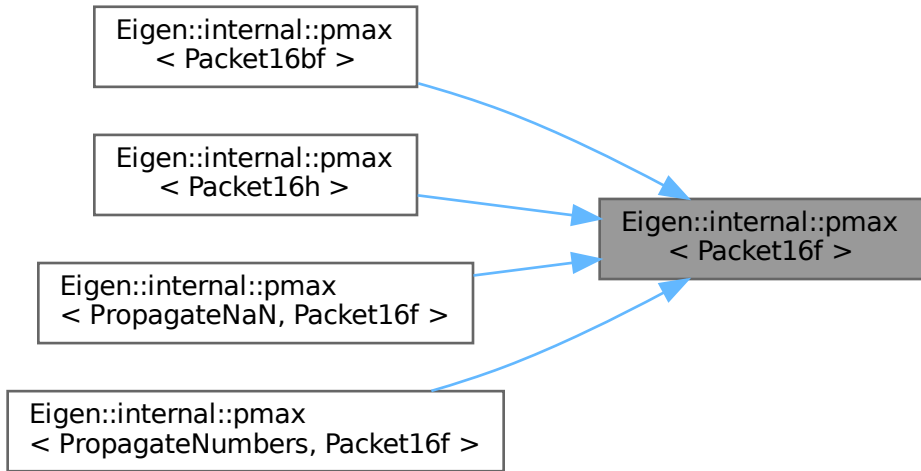 Eigen::internal::pmax
< Packet16bf >
Eigen::internal::pmax
< Packet16h >
Eigen::internal::pmax
< Packet16f >
Eigen::internal::pmax
< PropagateNaN, Packet16f >
Eigen::internal::pmax
< PropagateNumbers, Packet16f >